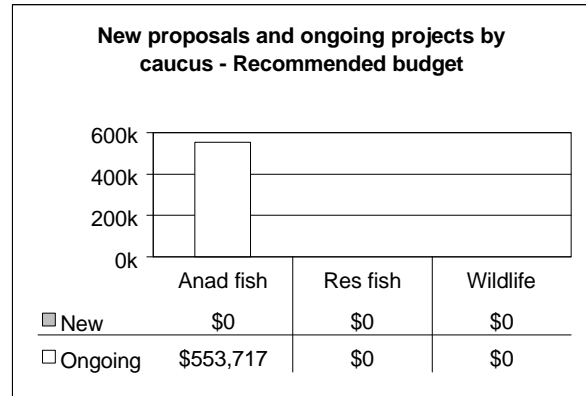 New proposals and ongoing projects by
caucus - Recommended budget
600k
400k
200k
0k
Anad fish Res fish Wildlife
New $0 $0 $0
Ongoing $553,717 $0 $0